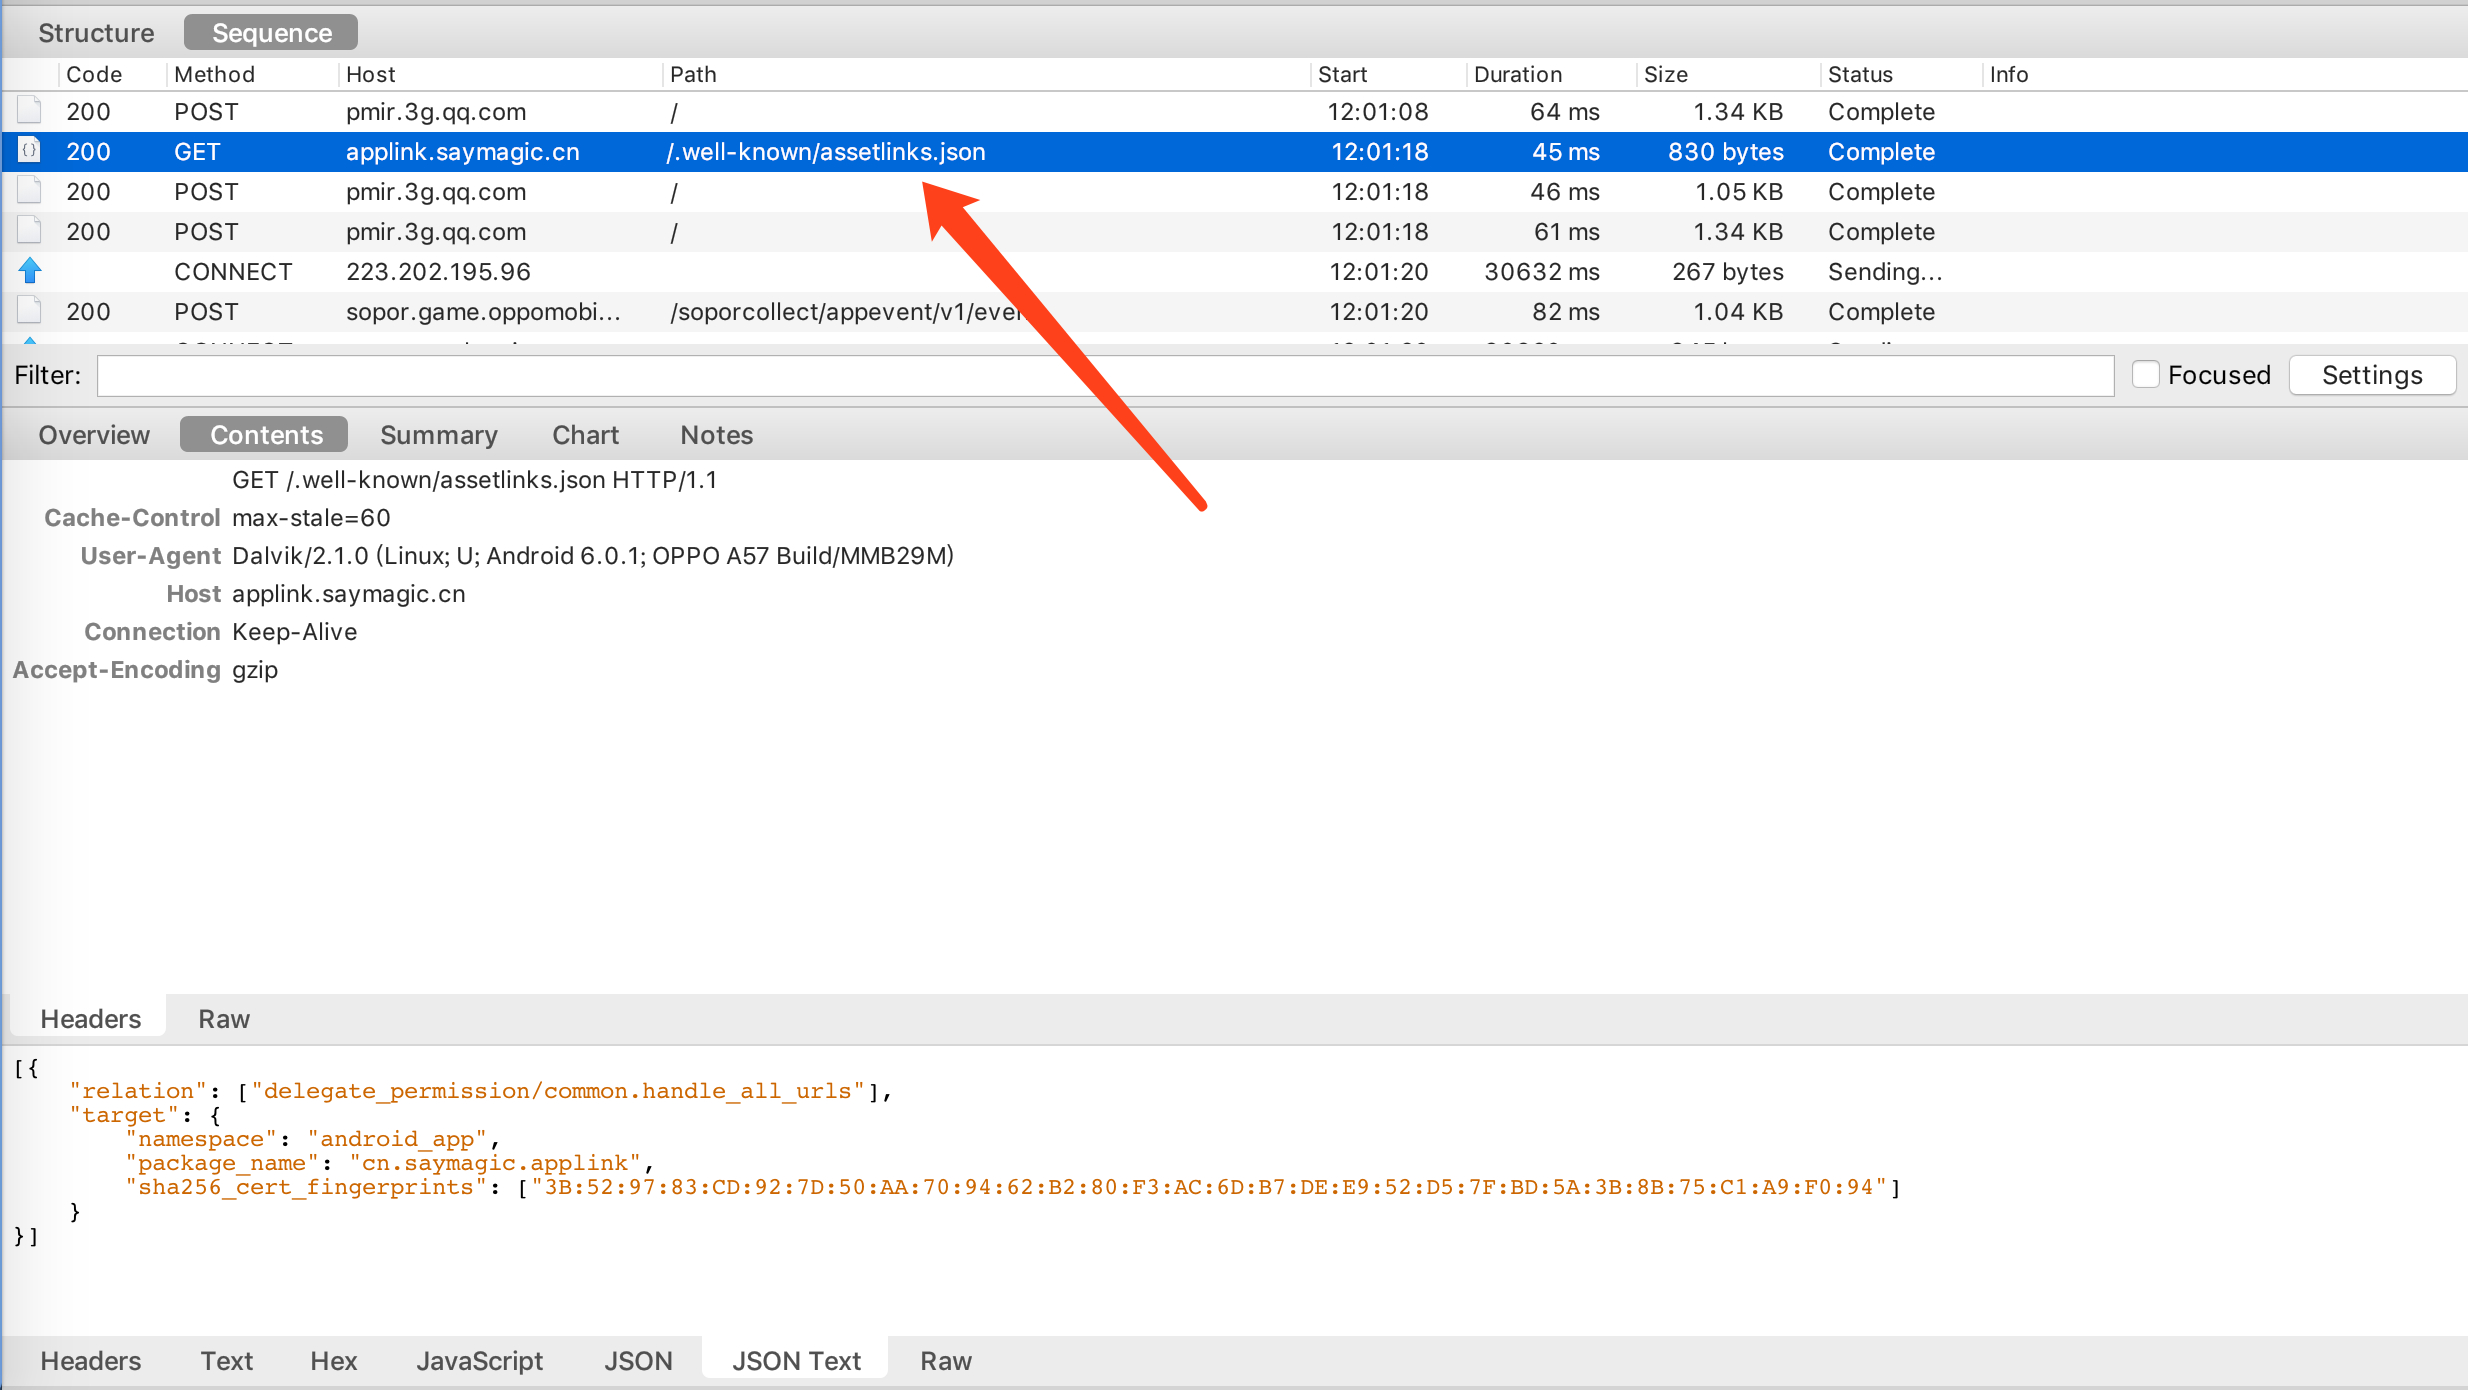 Structure Sequence
Code Method Host Path Start Duration Size Status Info
200 POST pmir.3g.qq.com / 12:01:08 64 ms 1.34 KB Complete
{} 200 GET applink.saymagic.cn /.well-known/assetlinks.json 12:01:18 45 ms 830 bytes Complete
200 POST pmir.3g.qq.com / 12:01:18 46 ms 1.05 KB Complete
200 POST pmir.3g.qq.com / 12:01:18 61 ms 1.34 KB Complete
CONNECT 223.202.195.96 12:01:20 30632 ms 267 bytes Sending...
200 POST sopor.game.oppomobi... /soporcollect/appevent/v1/ever 12:01:20 82 ms 1.04 KB Complete
Filter: Focused Settings
Overview Contents Summary Chart Notes
GET /.well-known/assetlinks.json HTTP/1.1
Cache-Control max-stale=60
User-Agent Dalvik/2.1.0 (Linux; U; Android 6.0.1; OPPO A57 Build/MMB29M)
Host applink.saymagic.cn
Connection Keep-Alive
Accept-Encoding gzip
Headers Raw
[{
"relation": ["delegate_permission/common.handle_all_urls"],
"target": {
"namespace": "android_app",
"package_name": "cn.saymagic.applink",
"sha256_cert_fingerprints": ["3B:52:97:83:CD:92:7D:50:AA:70:94:62:B2:80:F3:AC:6D:B7:DE:E9:52:D5:7F:BD:5A:3B:8B:75:C1:A9:F0:94"]
}
}]
Headers Text Hex JavaScript JSON JSON Text Raw